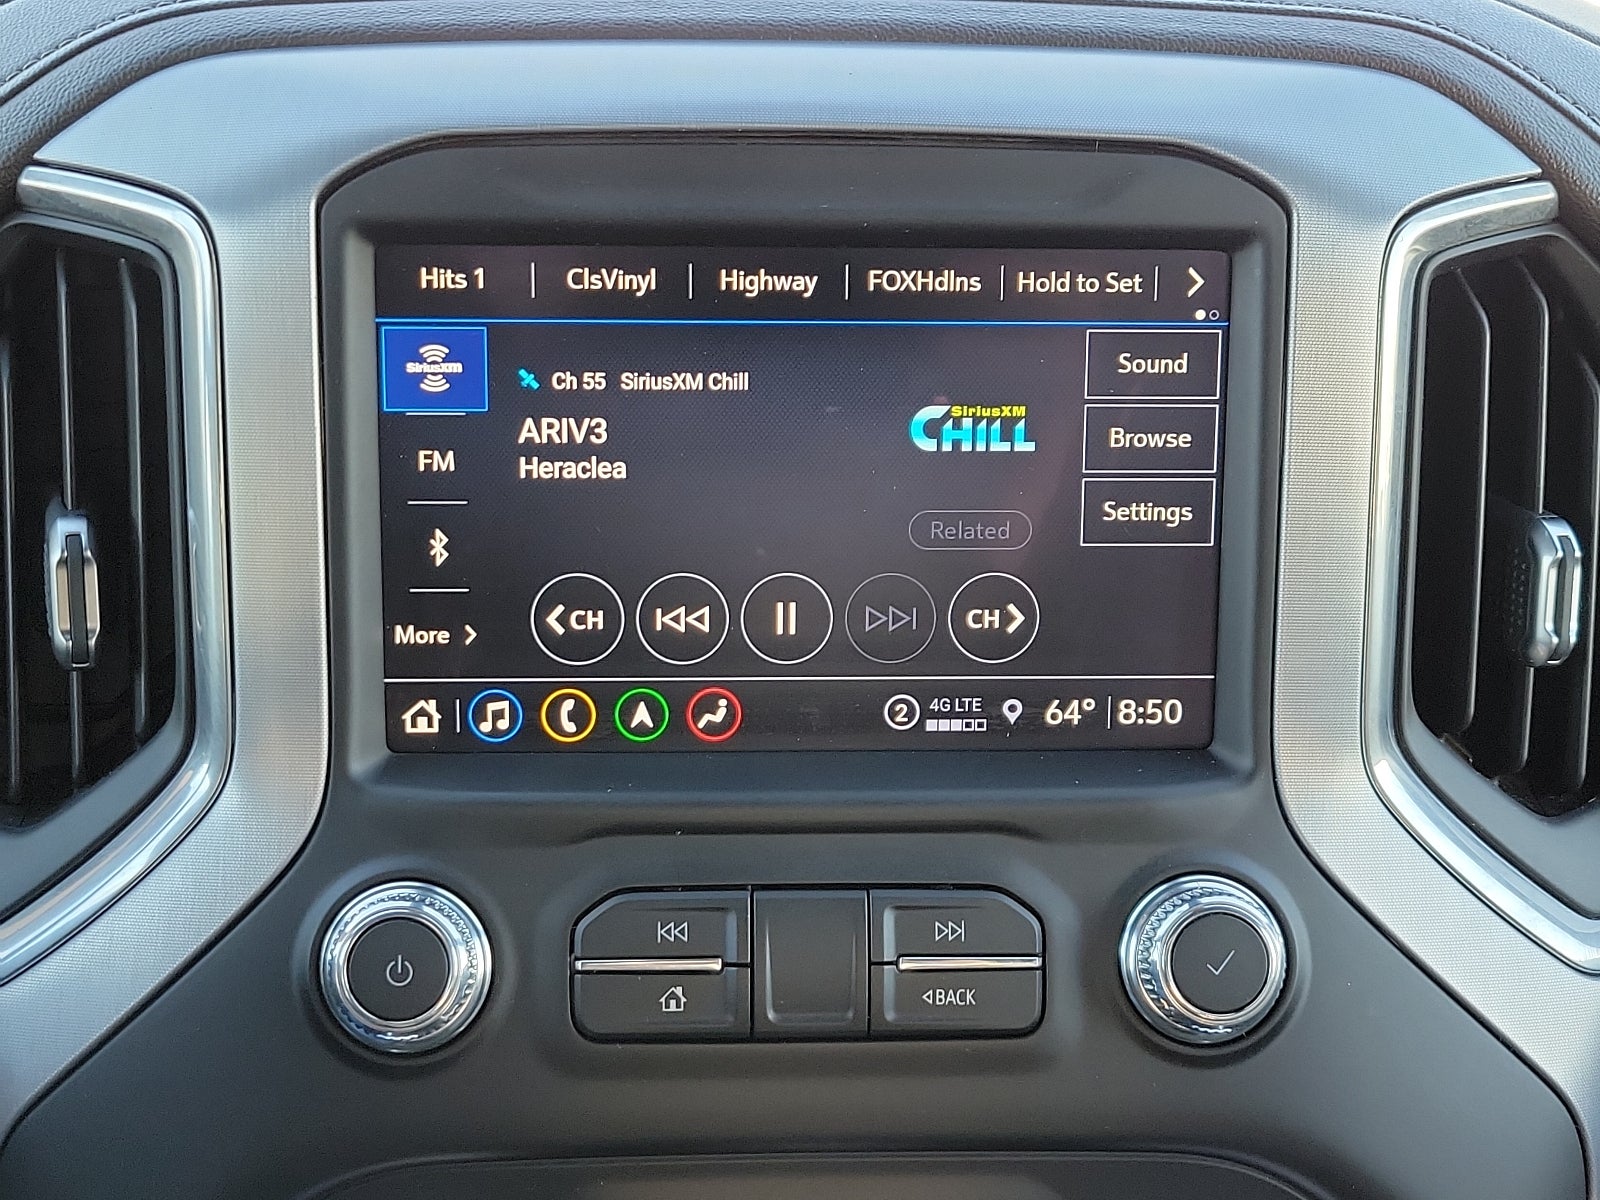 Hits 1 ClsVinyl Highway FOXHdlns Hold to Set
SiriusXM
Ch 55 SiriusXM Chill
ARIV3
Heraclea
SiriusXM
CHILL
Related
FM
More
Sound
Browse
Settings
CH
CH
2 4G LTE 64° 8:50
BACK